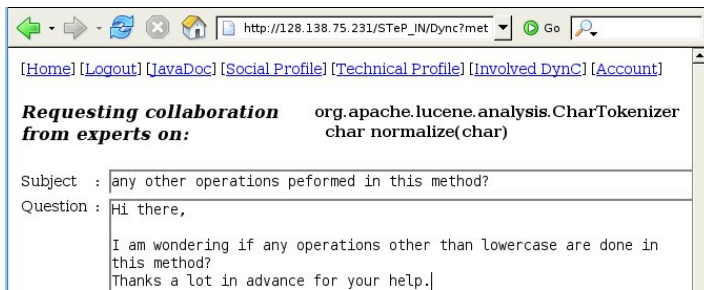 http://128.138.75.231/STeP_IN/Dync?met Go
[Home] [Logout] [JavaDoc] [Social Profile] [Technical Profile] [Involved DynC] [Account]
Requesting collaboration org.apache.lucene.analysis.CharTokenizer
from experts on: char normalize(char)
Subject : any other operations peformed in this method?
Question : Hi there,
I am wondering if any operations other than lowercase are done in
this method?
Thanks a lot in advance for your help.